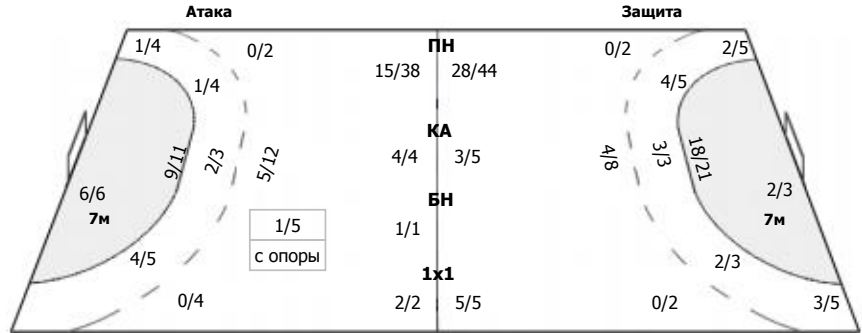 Атака Защита
1/4 0/2 ПН 0/2 2/5
15/38 28/44
1/4 4/5
КА
9/11 2/3 5/12 4/4 3/5 4/8 3/3 18/21
6/6 БН 2/3
7м 7м
1/5 1/1
с опоры
4/5 2/3
1x1
0/4 2/2 5/5 0/2 3/5